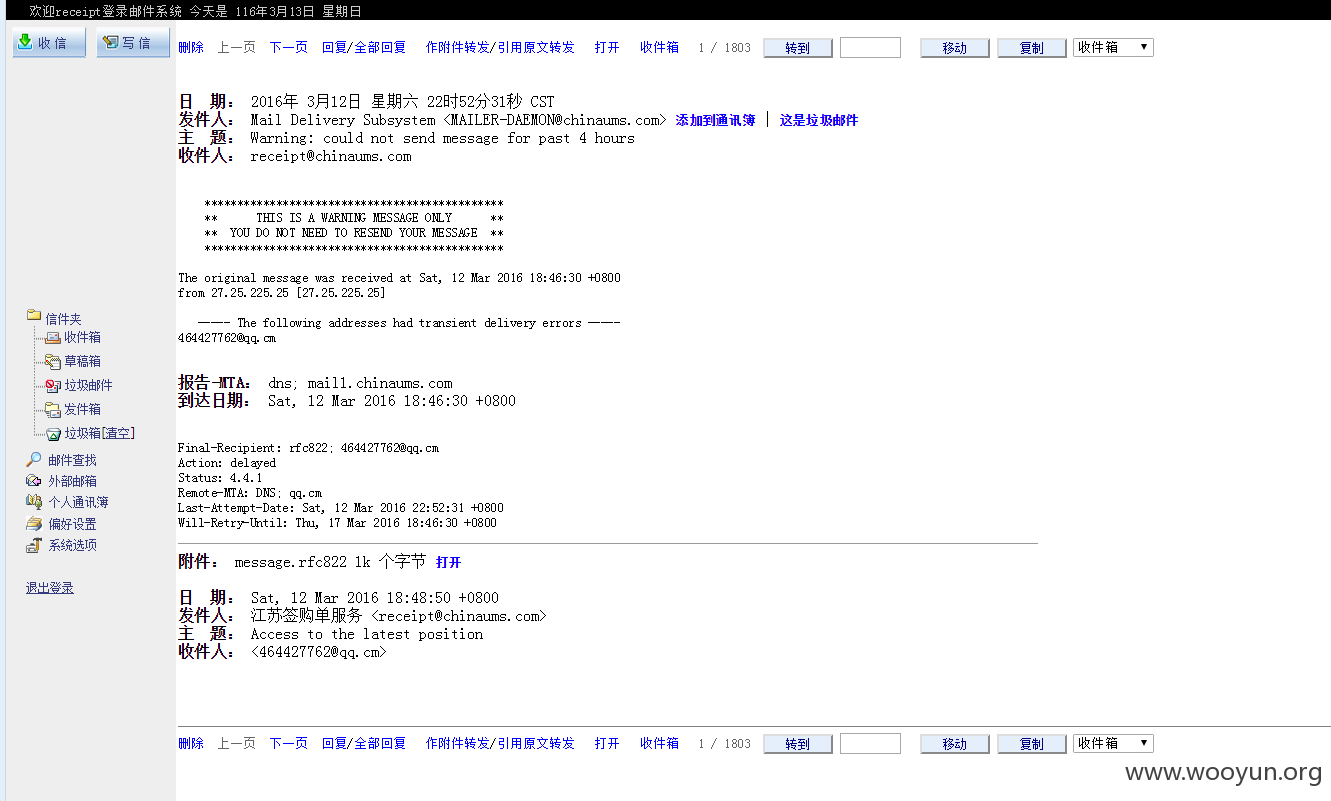 欢迎receipt登录邮件系统 今天是 116年3月13日 星期日
收信 写信
删除 上一页 下一页 回复/全部回复 作附件转发/引用原文转发 打开 收件箱 1 / 1803 转到 移动 复制 收件箱
日 期： 2016年 3月12日 星期六 22时52分31秒 CST
发件人： Mail Delivery Subsystem <MAILER-DAEMON@chinaums.com> 添加到通讯簿 | 这是垃圾邮件
主 题： Warning: could not send message for past 4 hours
收件人： receipt@chinaums.com
**********************************************
** THIS IS A WARNING MESSAGE ONLY **
** YOU DO NOT NEED TO RESEND YOUR MESSAGE **
**********************************************
The original message was received at Sat, 12 Mar 2016 18:46:30 +0800
from 27.25.225.25 [27.25.225.25]
----- The following addresses had transient delivery errors -----
464427762@qq.cm
报告-MTA： dns; mail1.chinaums.com
到达日期： Sat, 12 Mar 2016 18:46:30 +0800
Final-Recipient: rfc822; 464427762@qq.cm
Action: delayed
Status: 4.4.1
Remote-MTA: DNS; qq.cm
Last-Attempt-Date: Sat, 12 Mar 2016 22:52:31 +0800
Will-Retry-Until: Thu, 17 Mar 2016 18:46:30 +0800
附件： message.rfc822 1k 个字节 打开
日 期： Sat, 12 Mar 2016 18:48:50 +0800
发件人： 江苏签购单服务 <receipt@chinaums.com>
主 题： Access to the latest position
收件人： <464427762@qq.cm>
信件夹
收件箱
草稿箱
垃圾邮件
发件箱
垃圾箱[清空]
邮件查找
外部邮箱
个人通讯簿
偏好设置
系统选项
退出登录
删除 上一页 下一页 回复/全部回复 作附件转发/引用原文转发 打开 收件箱 1 / 1803 转到 移动 复制 收件箱
www.wooyun.org